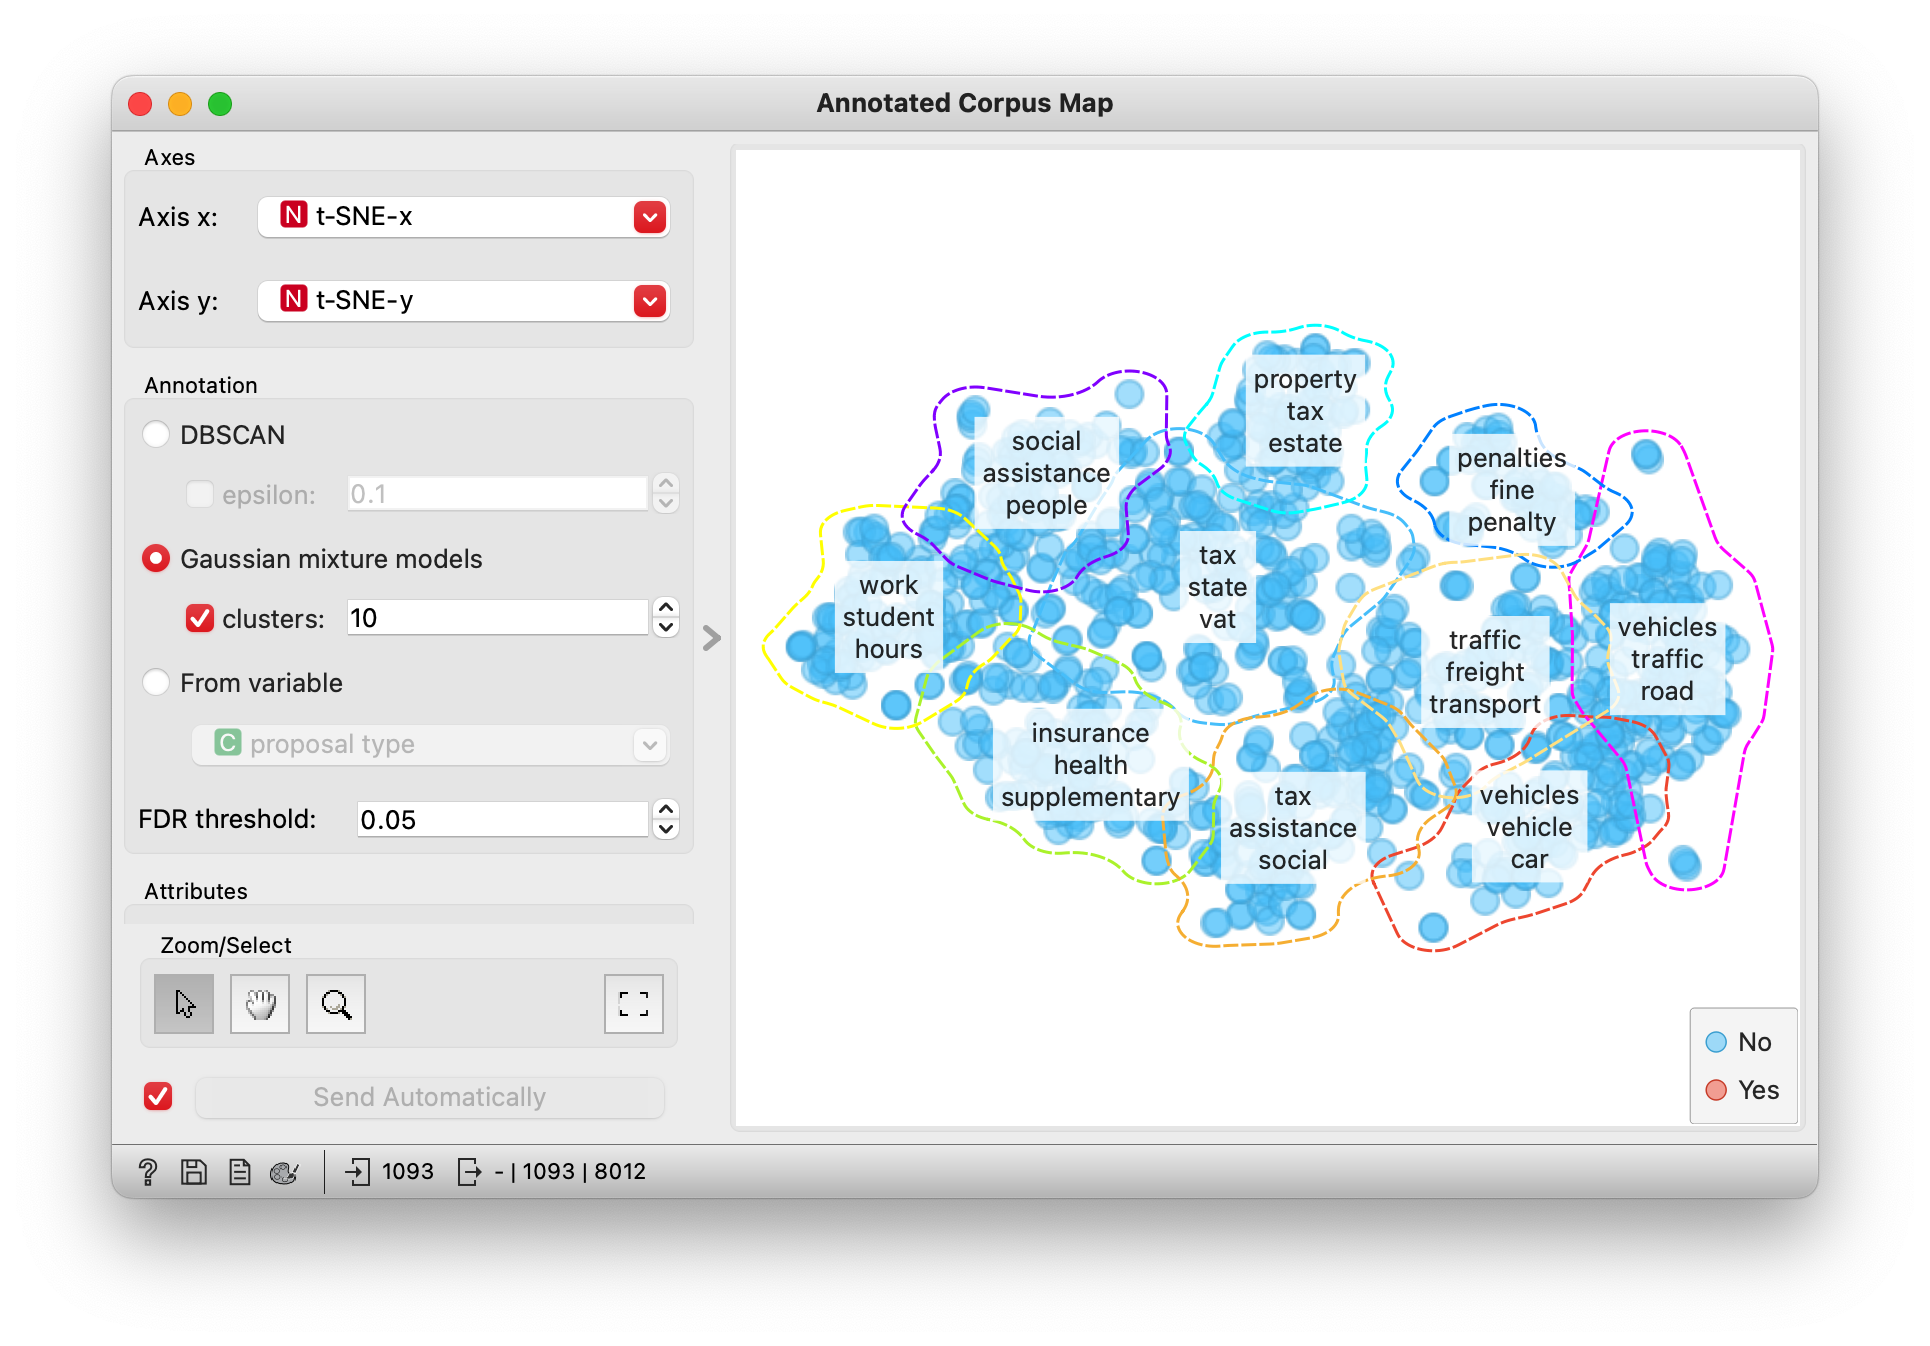 Annotated Corpus Map
Axes
Axis x:
N t-SNE-x
Axis y:
N t-SNE-y
Annotation
DBSCAN
epsilon:
0.1
Gaussian mixture models
clusters:
10
From variable
C proposal type
FDR threshold:
0.05
Attributes
Zoom/Select
Send Automatically
? 1093 - | 1093 | 8012
property
tax
estate
social
assistance
people
penalties
fine
penalty
tax
state
vat
work
student
hours
traffic
freight
transport
vehicles
traffic
road
insurance
health
supplementary
tax
assistance
social
vehicles
vehicle
car
No
Yes